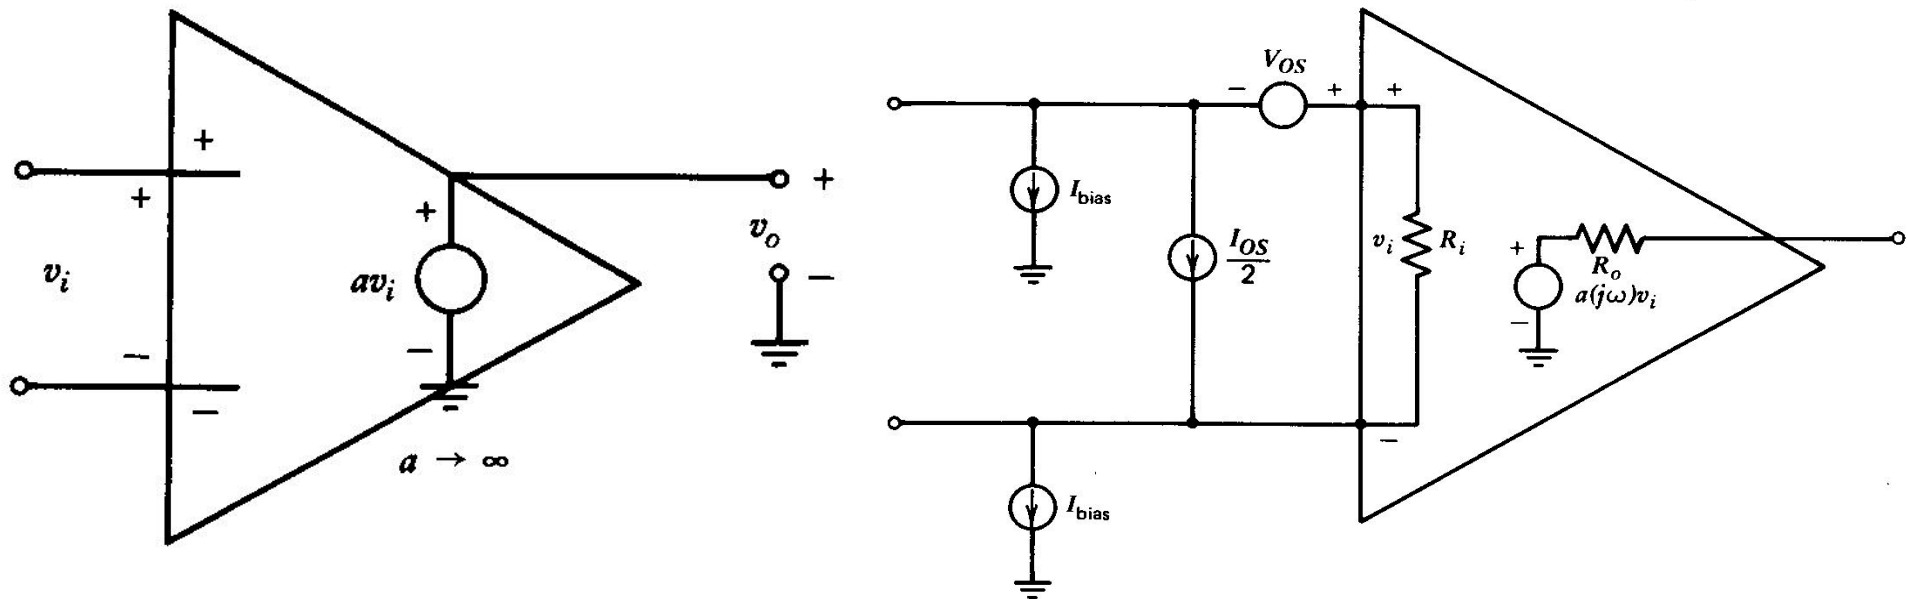 +
+
v_i
−
−
+
av_i
−
a → ∞
+
v_o
−
V_OS
−
+
+
I_bias
I_OS
2
v_i
R_i
−
+
R_o
a(jω)v_i
−
I_bias